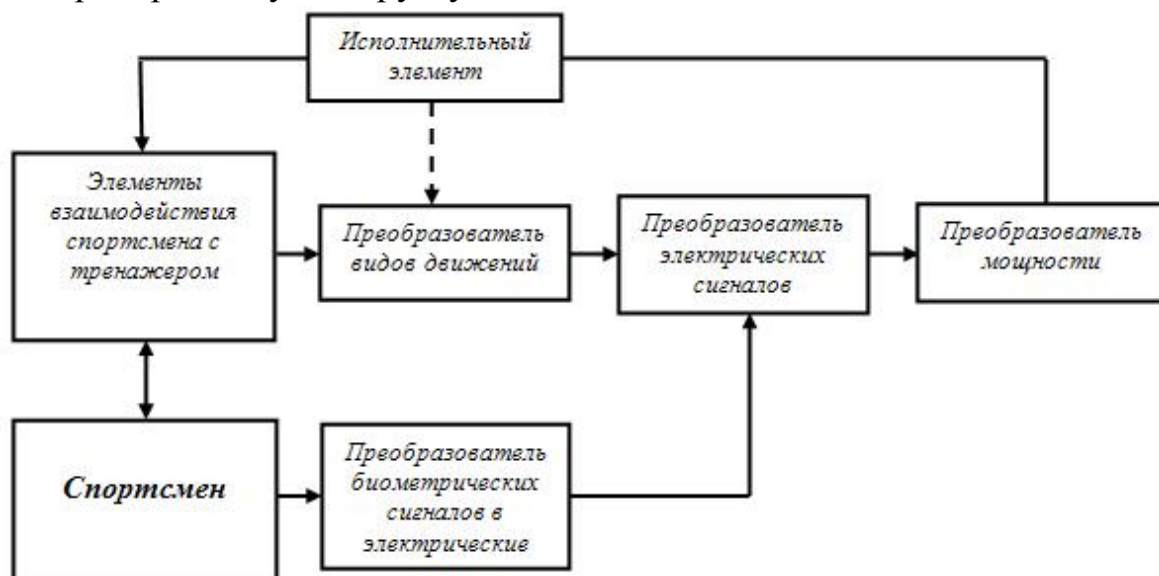 Исполнительный
элемент
Элементы
взаимодействия
спортсмена с
тренажером
Преобразователь
видов движений
Преобразователь
электрических
сигналов
Преобразователь
мощности
Спортсмен
Преобразователь
биометрических
сигналов в
электрические